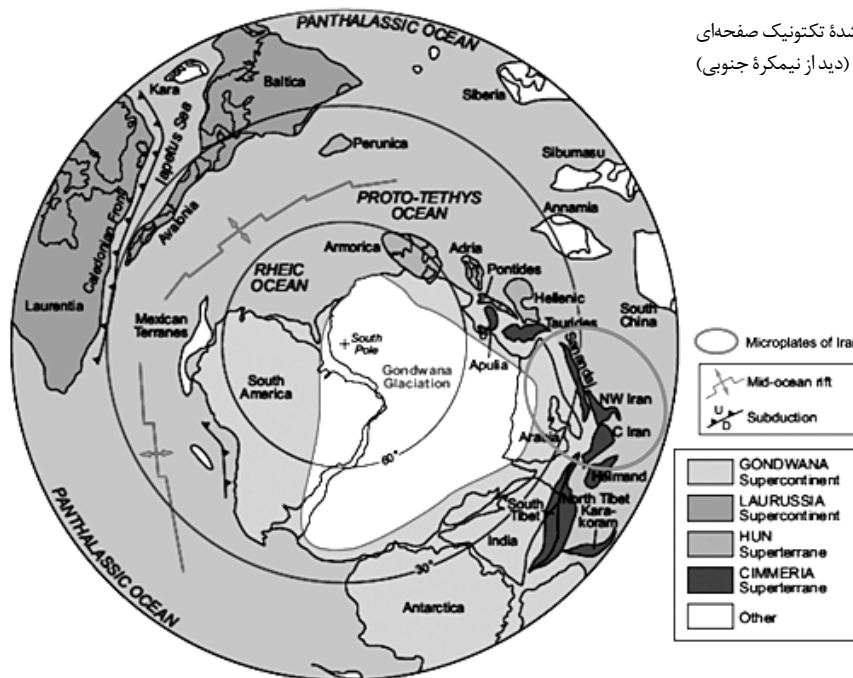 شدهٔ تکتونیک صفحه‌ای
(دید از نیمکرهٔ جنوبی)
PANTHALASSIC OCEAN
Kara
Baltica
Iapetus Sea
Siberia
Perunica
Sibumasu
Avalonia
Caledonian Front
PROTO-TETHYS
OCEAN
Annamia
Armorica
Adria
Pontides
RHEIC
OCEAN
Hellenic
Laurentia
Mexican
Terranes
Taurides
South
China
South
Pole
Apulia
Sanandaj
Gondwana
Glaciation
South
America
NW Iran
Arabia
C Iran
60°
Helmand
South
Tibet
North Tibet
Kara-
koram
India
30°
PANTHALASSIC OCEAN
Antarctica
Microplates of Iran
Mid-ocean rift
U
D
Subduction
GONDWANA
Supercontinent
LAURUSSIA
Supercontinent
HUN
Superterrane
CIMMERIA
Superterrane
Other